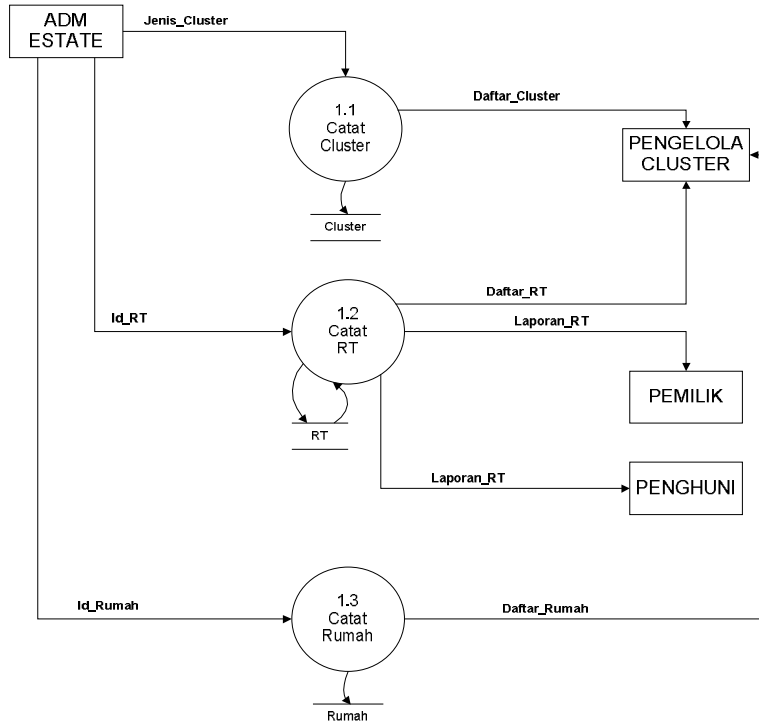 ADM
ESTATE
Jenis_Cluster
1.1
Catat
Cluster
Daftar_Cluster
PENGELOLA
CLUSTER
Cluster
Id_RT
1.2
Catat
RT
Daftar_RT
Laporan_RT
PEMILIK
RT
Laporan_RT
PENGHUNI
Id_Rumah
1.3
Catat
Rumah
Daftar_Rumah
Rumah